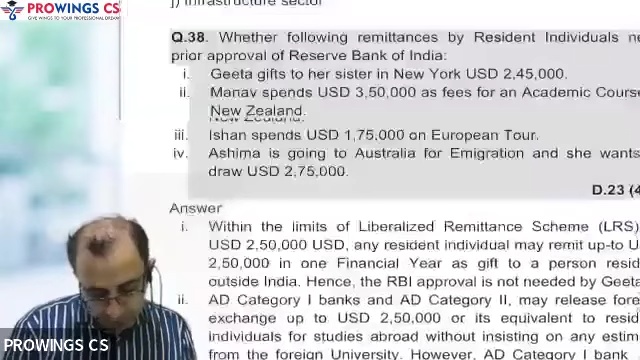 PROWINGS CS
GIVE WINGS TO YOUR PROFESSIONAL DREAM
j) Infrastructure sector
Q.38. Whether following remittances by Resident Individuals ne
prior approval of Reserve Bank of India:
i. Geeta gifts to her sister in New York USD 2,45,000.
ii. Manav spends USD 3,50,000 as fees for an Academic Course
New Zealand.
New Zealand.
iii. Ishan spends USD 1,75,000 on European Tour.
iv. Ashima is going to Australia for Emigration and she wants
draw USD 2,75,000.
D.23 (4
Answer
i. Within the limits of Liberalized Remittance Scheme (LRS)
USD 2,50,000 USD, any resident individual may remit up-to U
2,50,000 in one Financial Year as gift to a person resid
outside India. Hence, the RBI approval is not needed by Geeta
ii. AD Category I banks and AD Category II, may release fore
exchange up to USD 2,50,000 or its equivalent to resid
individuals for studies abroad without insisting on any estim
from the foreign University. However, AD Category I bank
PROWINGS CS